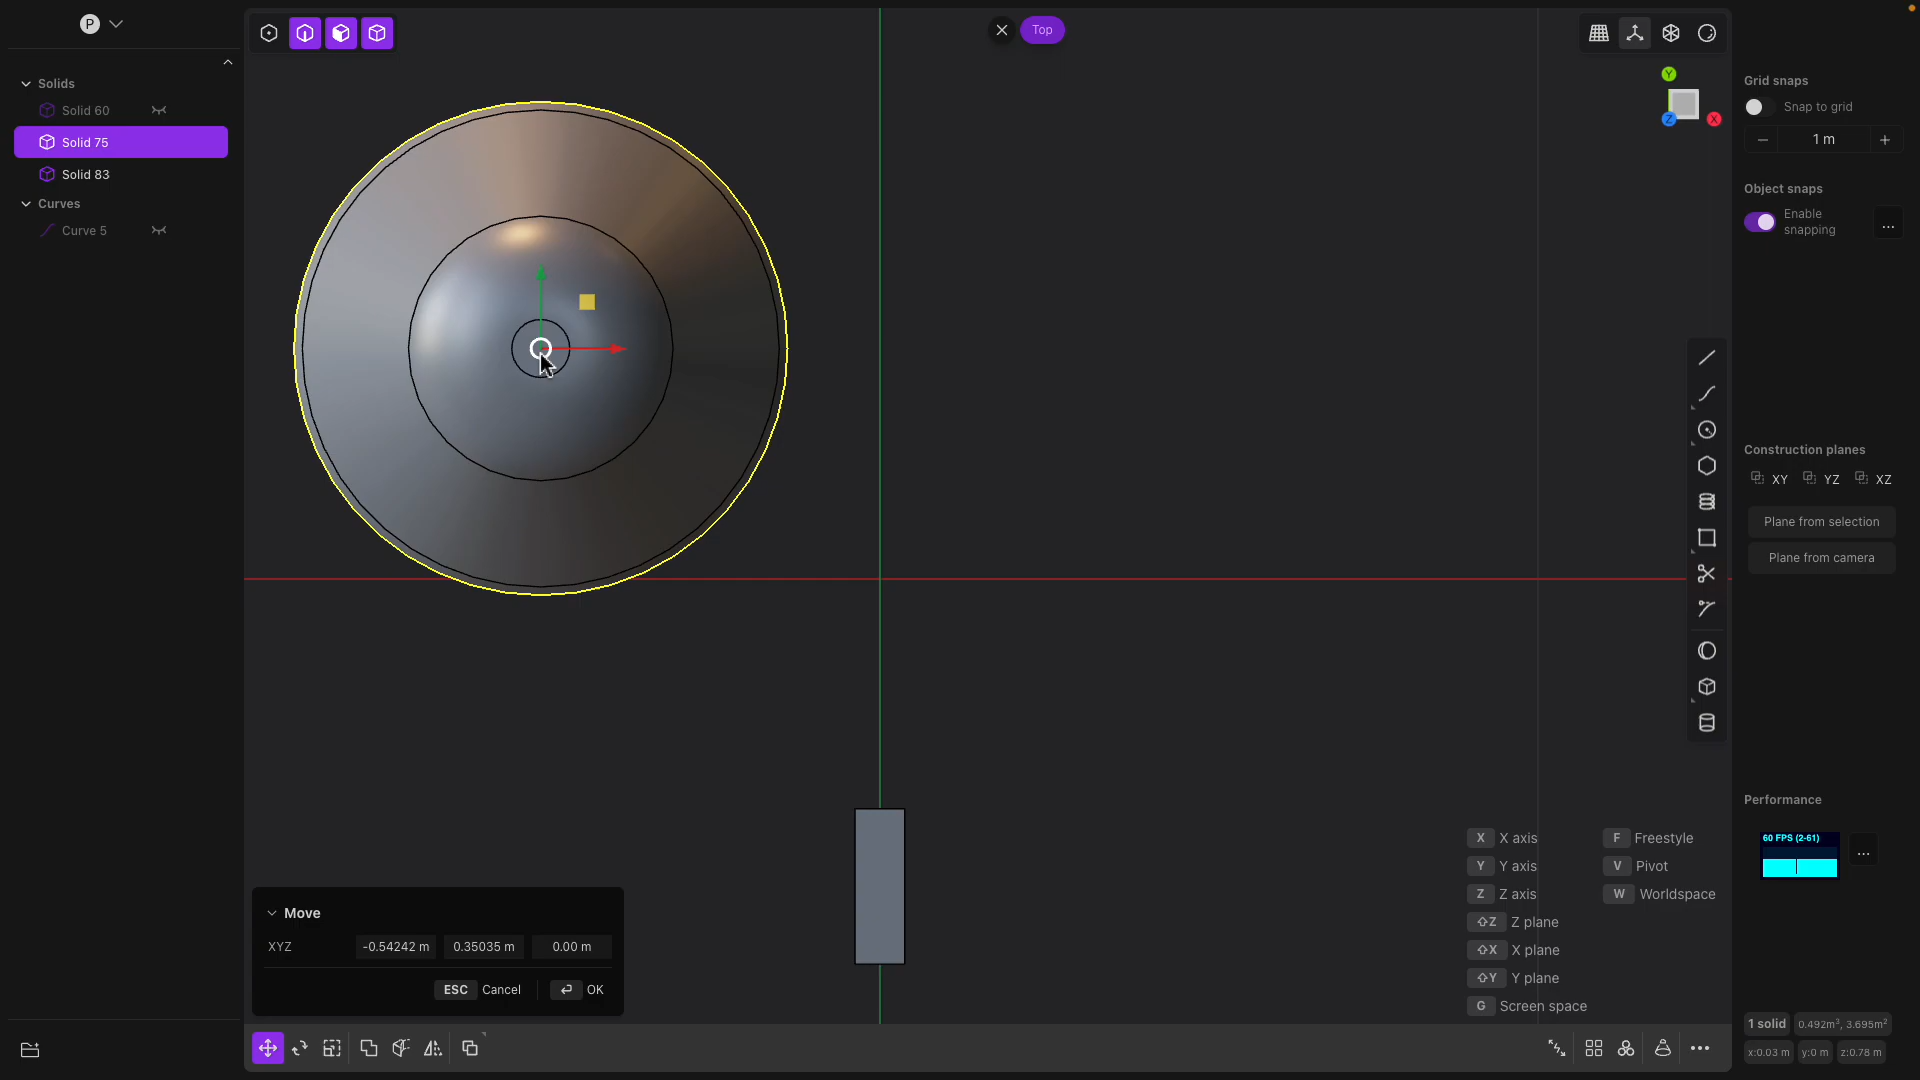 P
Solids
Solid 60
Solid 75
Solid 83
Curves
Curve 5
Top
Y
Z
X
Grid snaps
Snap to grid
1 m
Object snaps
Enable
snapping
...
Construction planes
XY
YZ
XZ
Plane from selection
Plane from camera
Performance
60 FPS (2-61)
...
X X axis
F Freestyle
Y Y axis
V Pivot
Z Z axis
W Worldspace
⇧Z Z plane
⇧X X plane
⇧Y Y plane
G Screen space
Move
XYZ
-0.54242 m
0.35035 m
0.00 m
ESC Cancel
OK
1 solid
0.492m³, 3.695m²
x:0.03 m
y:0 m
z:0.78 m